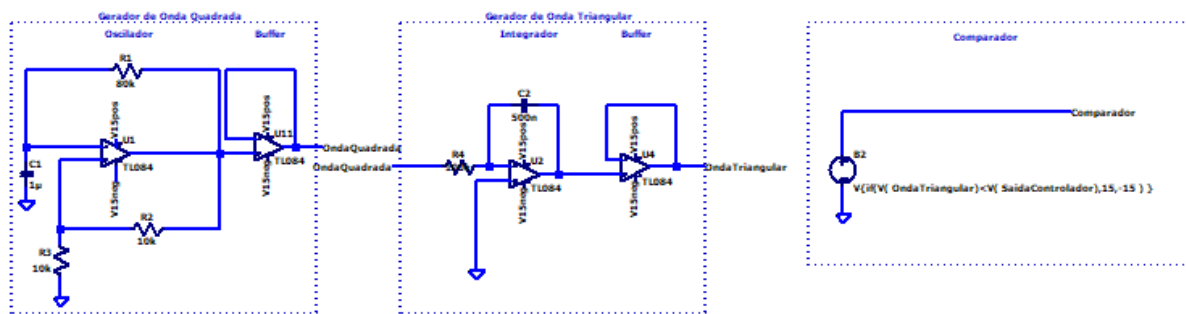 Gerador de Onda Quadrada
Oscilador
Buffer
R1
80k
V15pos
U1
TL084
V15neg
C1
1µ
R2
10k
R3
10k
V15pos
U11
TL084
V15neg
OndaQuadrada
Gerador de Onda Triangular
Integrador
Buffer
OndaQuadrada
R4
C2
500n
V15pos
U2
TL084
V15neg
V15pos
U4
TL084
V15neg
OndaTriangular
Comparador
Comparador
B2
V{if(V( OndaTriangular)<V( SaidaControlador),15,-15 ) }